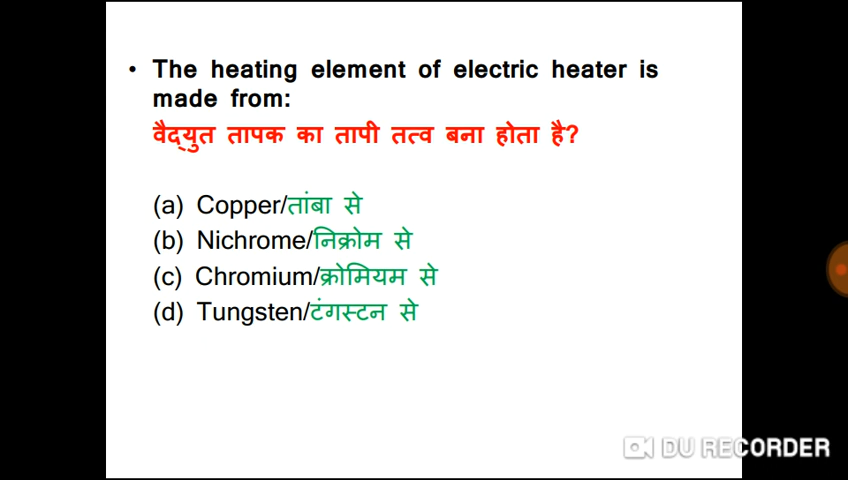 • The heating element of electric heater is
made from:
वैद्युत तापक का तापी तत्व बना होता है?
(a) Copper/तांबा से
(b) Nichrome/निक्रोम से
(c) Chromium/क्रोमियम से
(d) Tungsten/टंगस्टन से
DU RECORDER